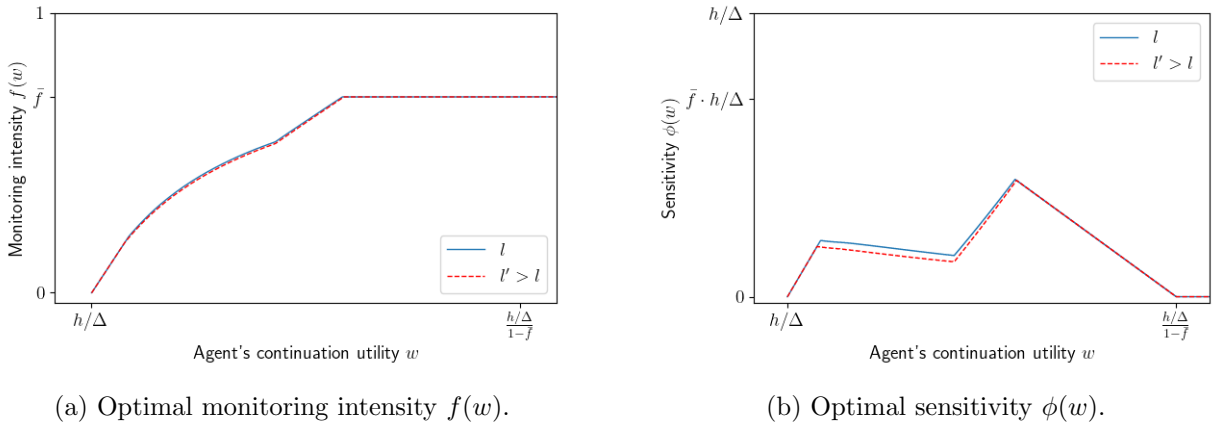 1
Monitoring intensity f(w)
f̄
0
l
l′ > l
h/Δ
h/Δ
1−f̄
Agent's continuation utility w
(a) Optimal monitoring intensity f(w).
h/Δ
Sensitivity ϕ(w)
f̄ · h/Δ
0
l
l′ > l
h/Δ
h/Δ
1−f̄
Agent's continuation utility w
(b) Optimal sensitivity ϕ(w).